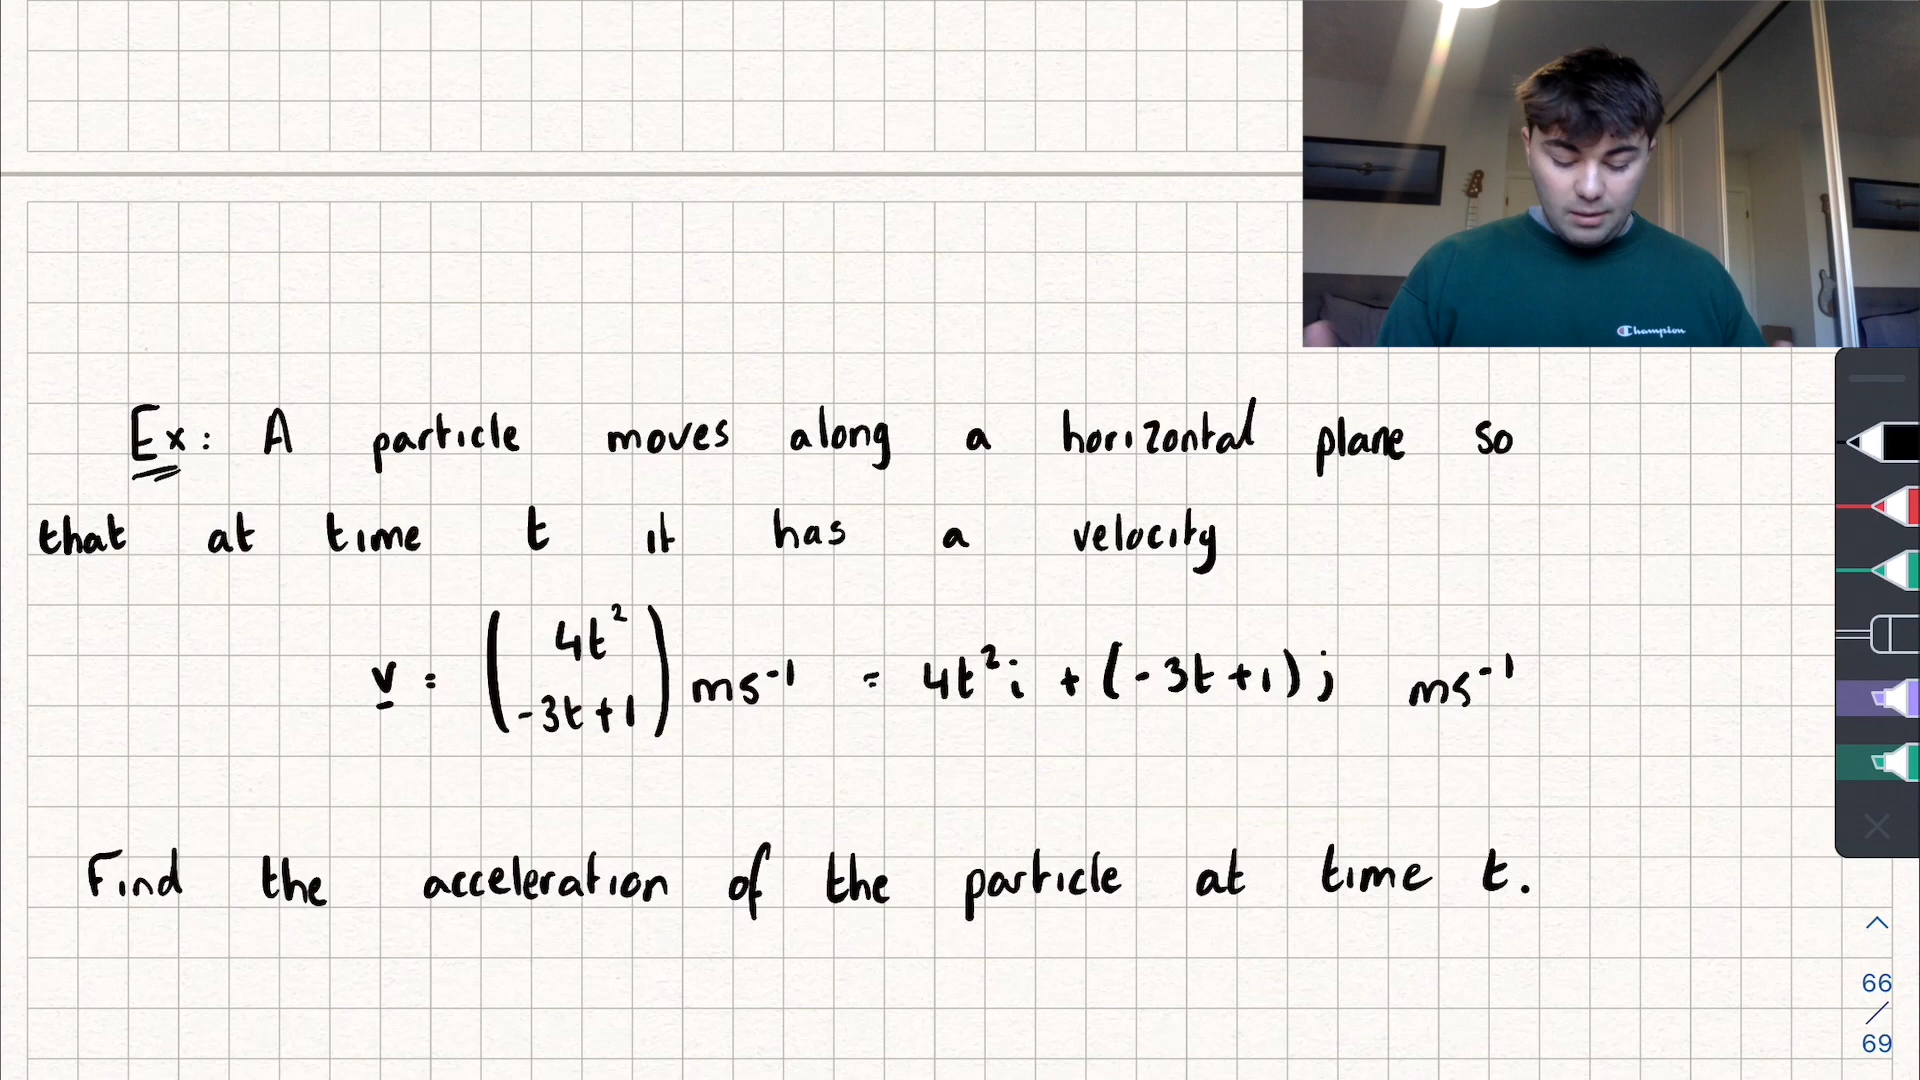 Champion
Ex: A particle moves along a horizontal plane so
that at time t it has a velocity
v = (4t² -3t+1) ms⁻¹ = 4t²i + (-3t+1)j ms⁻¹
Find the acceleration of the particle at time t.
66
/
69